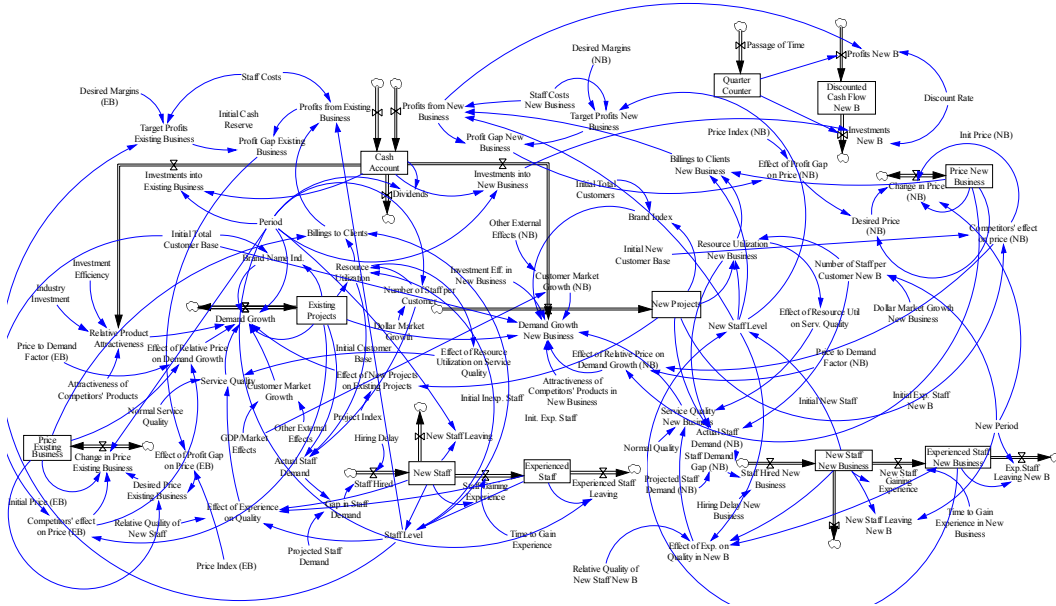 Passage of Time
Profits New B
Desired Margins
(NB)
Staff Costs
Desired Margins
(EB)
Quarter
Counter
Discounted
Cash Flow
New B
Discount Rate
Initial Cash
Reserve
Profits from Existing
Business
Profits from New
Business
Staff Costs
New Business
Target Profits
Existing Business
Target Profits New
Business
Profit Gap Existing
Business
Profit Gap New
Business
Price Index (NB)
Investments
New B
Init Price (NB)
Cash
Account
Billings to Clients
New Business
Effect of Profit Gap
on Price (NB)
Price New
Business
Investments into
Existing Business
Investments into
New Business
Dividends
Initial Total
Customers
Change in Price
(NB)
Period
Brand Index
Desired Price
(NB)
Competitors' effect
on price (NB)
Initial Total
Customer Base
Billings to Clients
Other External
Effects (NB)
Initial New
Customer Base
Resource Utilization
New Business
Brand Name Ind.
Resource
Utilization
Investment
Efficiency
Investment Eff. in
New Business
Customer Market
Growth (NB)
Number of Staff per
Customer New B
Industry
Investment
Number of Staff per
Customer
Existing
Projects
New Projects
Dollar Market Growth
New Business
Demand Growth
Relative Product
Attractiveness
Dollar Market
Growth
Demand Growth
New Business
New Staff Level
Effect of Resource Util
on Serv. Quality
Price to Demand
Factor (EB)
Effect of Relative Price
on Demand Growth
Initial Customer
Base
Effect of Resource
Utilization on Service
Quality
Effect of Relative Price on
Demand Growth (NB)
Price to Demand
Factor (NB)
Service Quality
Effect of New Projects
on Existing Projects
Attractiveness of
Competitors' Products
Customer Market
Growth
Initial Inexp. Staff
Attractiveness of
Competitors' Products in
New Business
Initial New Staff
Initial Exp. Staff
New B
Normal Service
Quality
Project Index
Init. Exp. Staff
Service Quality
New Business
Other External
Effects
GDP/Market
Effects
Hiring Delay
New Staff Leaving
Actual Staff
Demand (NB)
New Period
Price
Existing
Business
Change in Price
Existing Business
Normal Quality
Staff Demand
Gap (NB)
Effect of Profit Gap
on Price (EB)
Actual Staff
Demand
Staff Hired
New Staff
Staff Gaining
Experience
Experienced
Staff
Experienced Staff
Leaving
Projected Staff
Demand (NB)
Staff Hired New
Business
New Staff
New Business
New Staff
Gaining
Experience
Experienced Staff
New Business
Exp.Staff
Leaving New B
Desired Price
Existing Business
Initial Price (EB)
Competitors' effect
on Price (EB)
Relative Quality of
New Staff
Effect of Experience
on Quality
Gap in Staff
Demand
Hiring Delay New
Business
New Staff Leaving
New B
Time to Gain
Experience in New
Business
Staff Level
Time to Gain
Experience
Effect of Exp. on
Quality in New B
Projected Staff
Demand
Price Index (EB)
Relative Quality of
New Staff New B